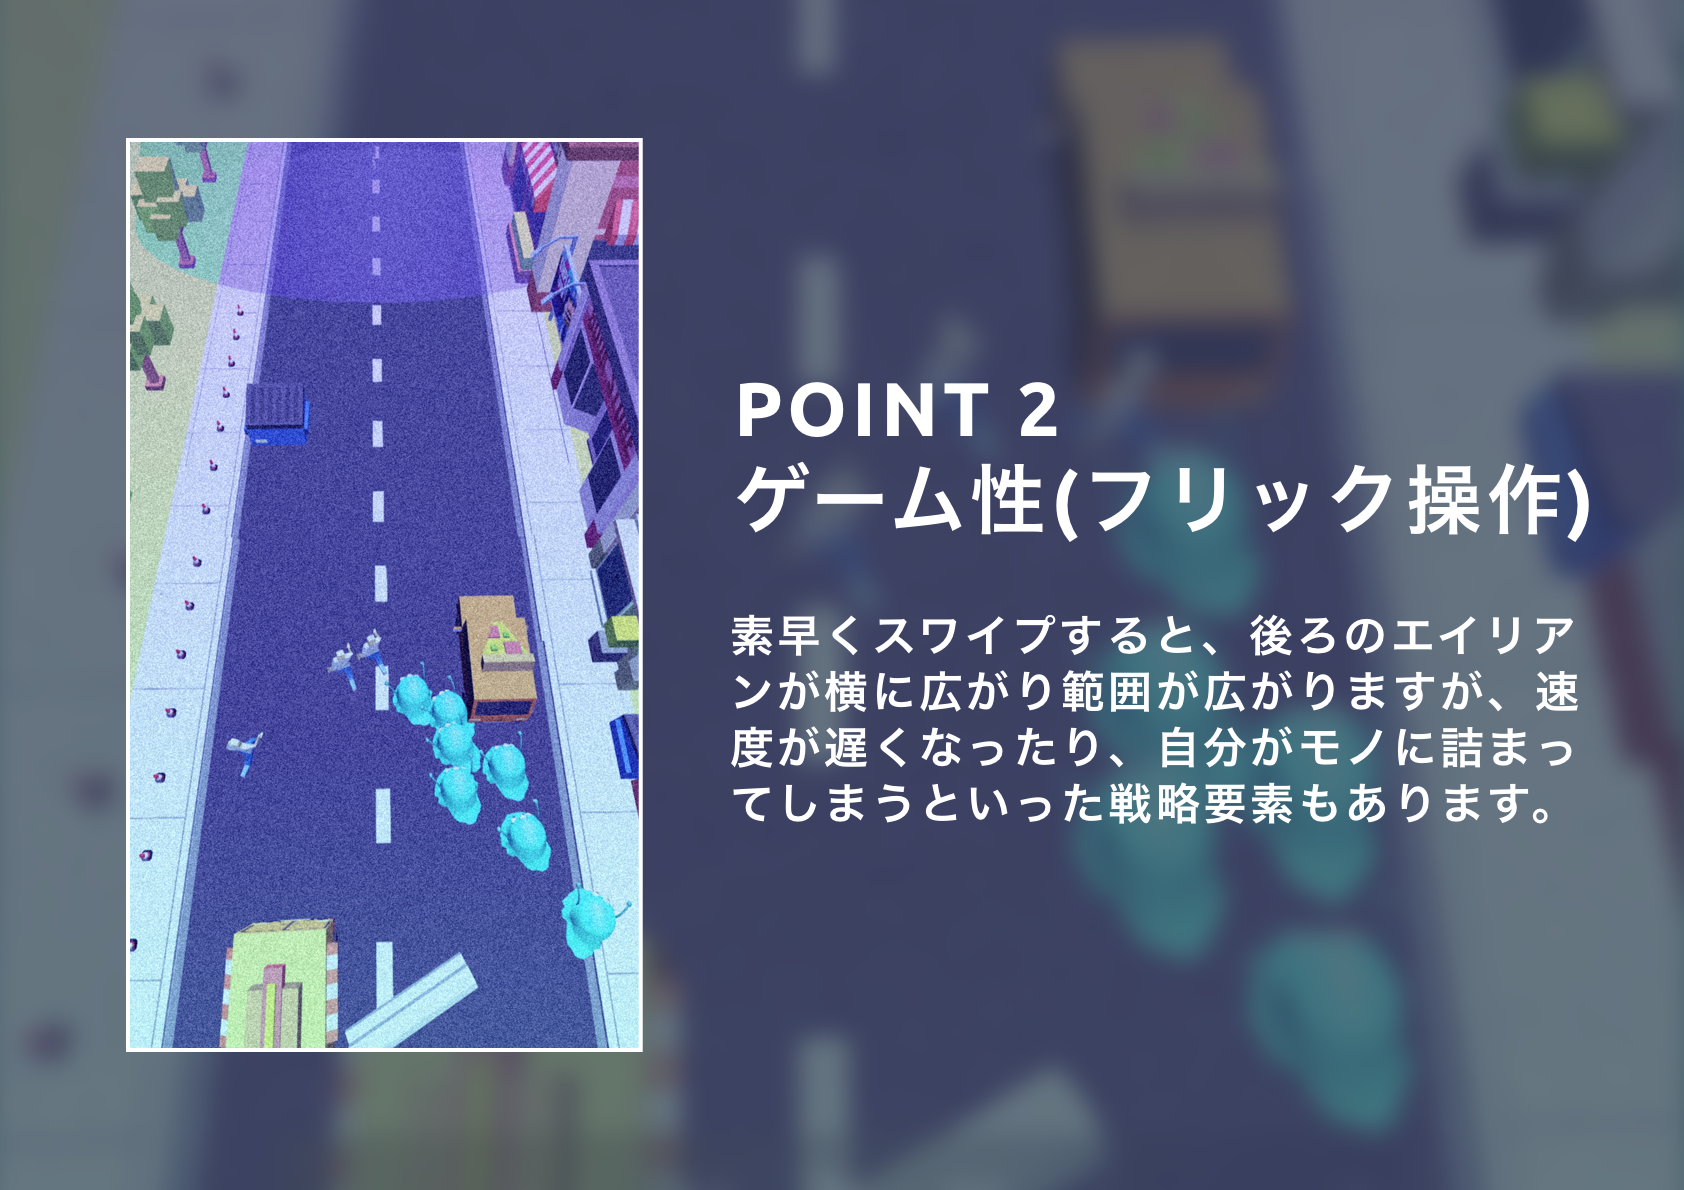 POINT 2
ゲーム性(フリック操作)
素早くスワイプすると、後ろのエイリア
ンが横に広がり範囲が広がりますが、速
度が遅くなったり、自分がモノに詰まっ
てしまうといった戦略要素もあります。